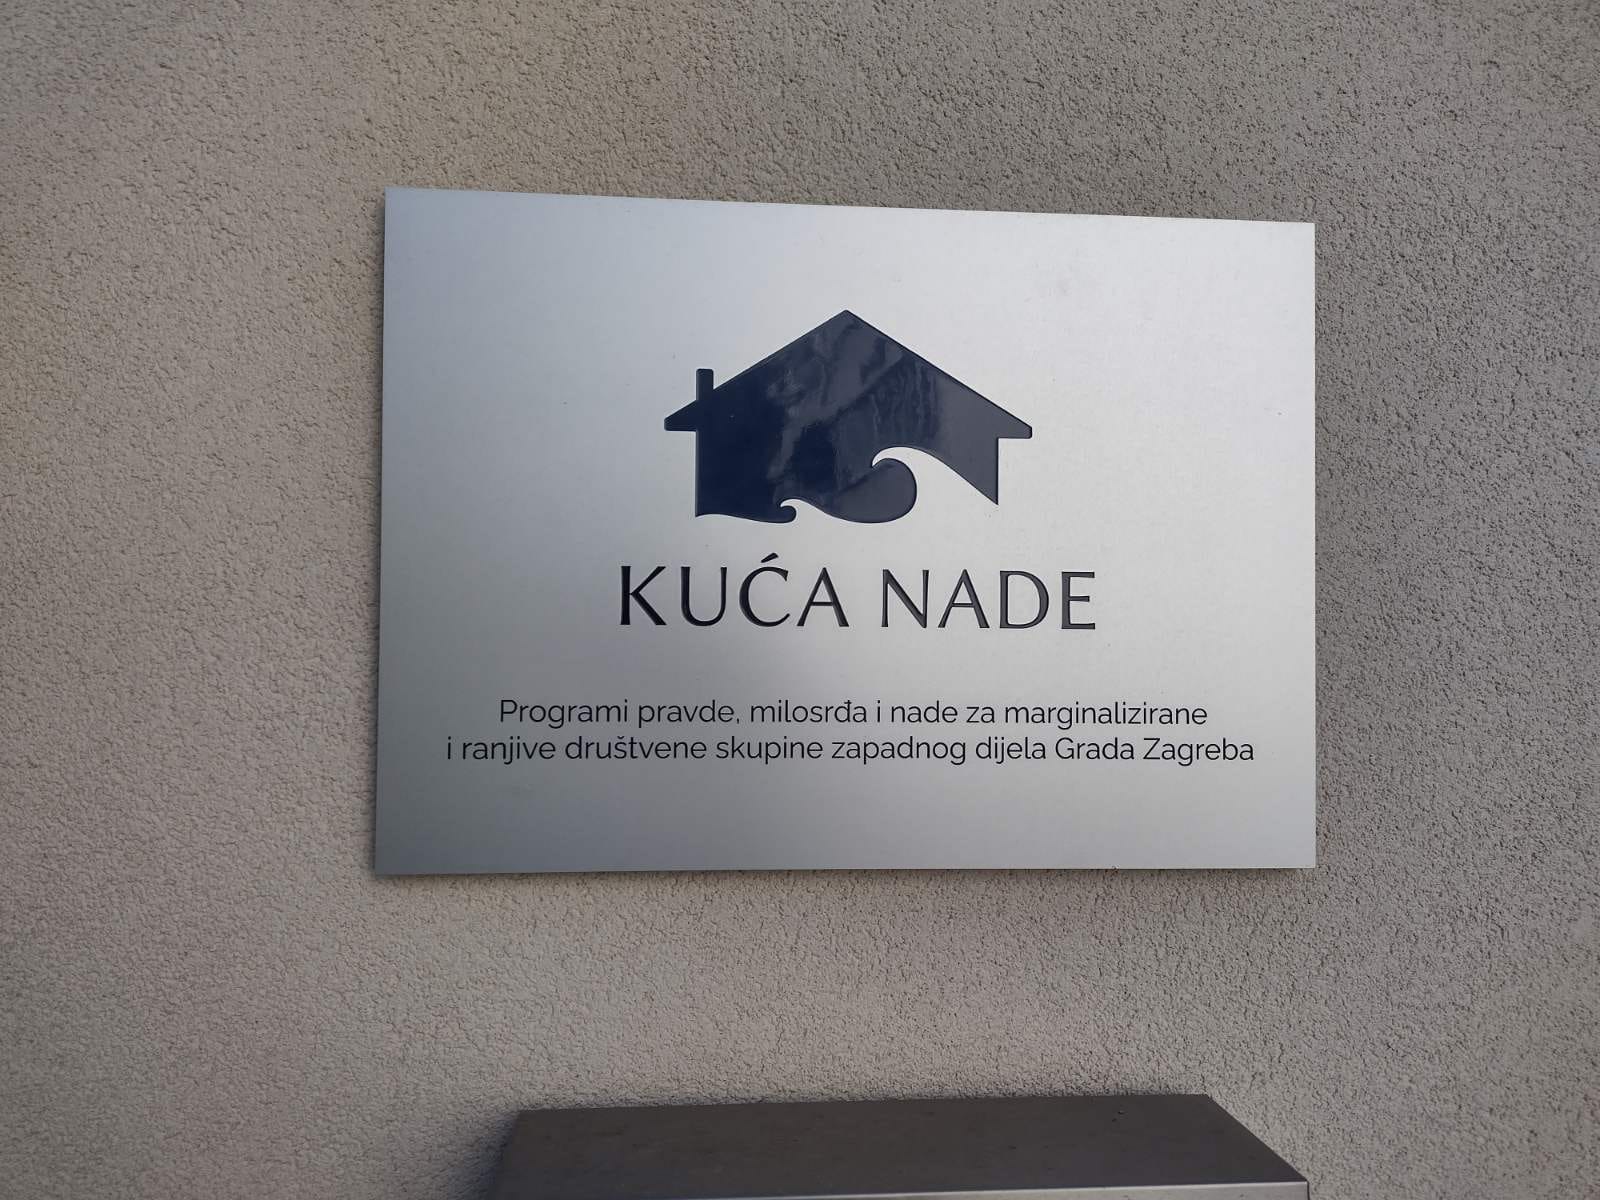 KUĆA NADE
Programi pravde, milosrđa i nade za marginalizirane
i ranjive društvene skupine zapadnog dijela Grada Zagreba